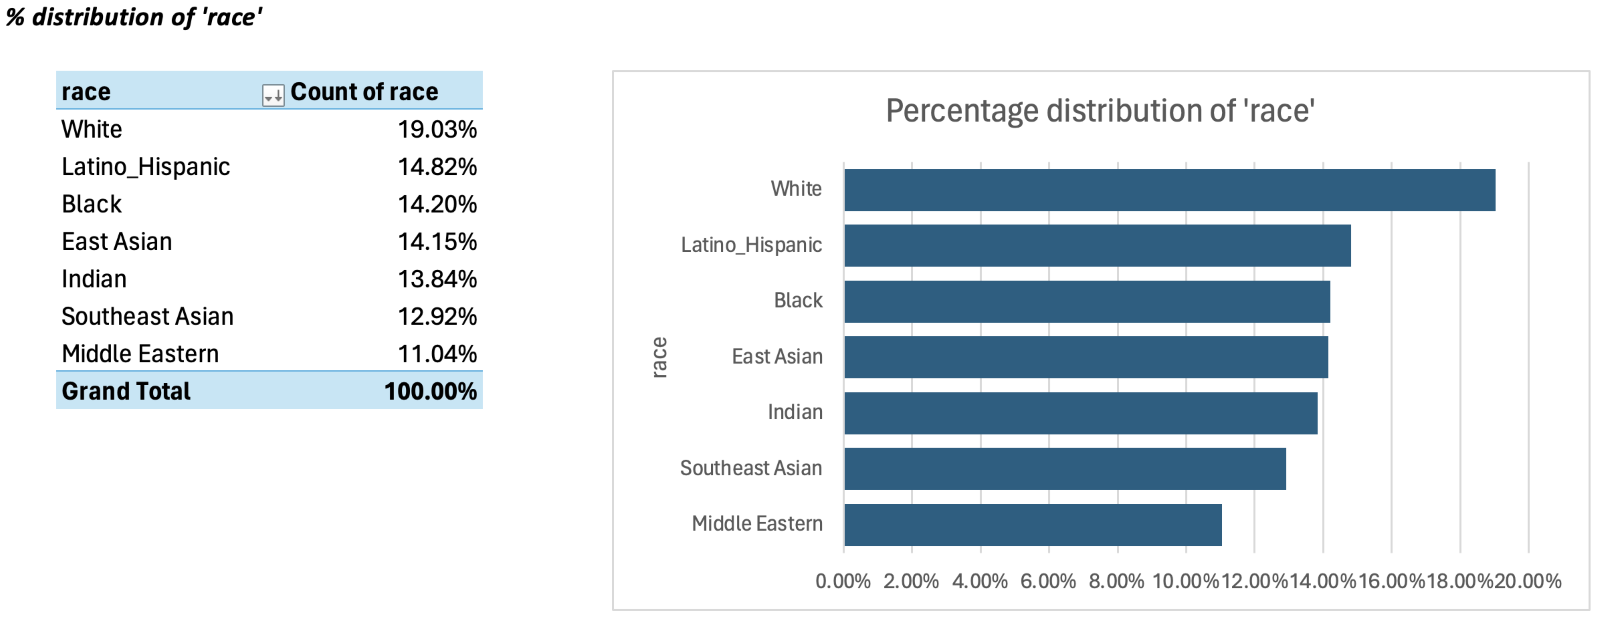 % distribution of 'race'
race Count of race
White 19.03%
Latino_Hispanic 14.82%
Black 14.20%
East Asian 14.15%
Indian 13.84%
Southeast Asian 12.92%
Middle Eastern 11.04%
Grand Total 100.00%
Percentage distribution of 'race'
race
White
Latino_Hispanic
Black
East Asian
Indian
Southeast Asian
Middle Eastern
0.00% 2.00% 4.00% 6.00% 8.00% 10.00% 12.00% 14.00% 16.00% 18.00% 20.00%